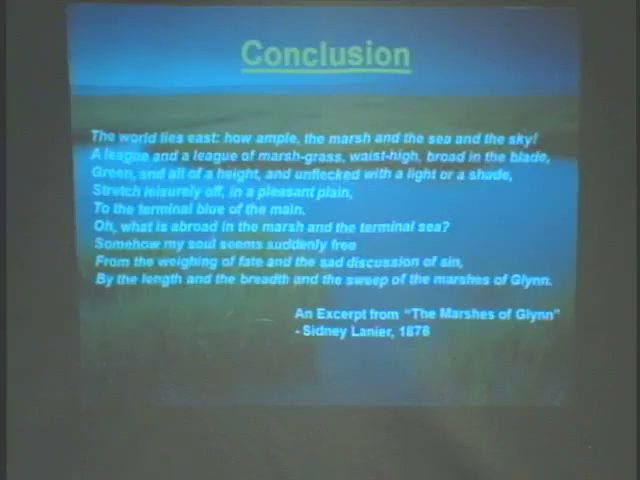 Conclusion
The world lies east: how ample, the marsh and the sea and the sky!
A league and a league of marsh-grass, waist-high, broad in the blade,
Green, and all of a height, and unflecked with a light or a shade,
Stretch leisurely off, in a pleasant plain,
To the terminal blue of the main.
Oh, what is abroad in the marsh and the terminal sea?
Somehow my soul seems suddenly free
From the weighing of fate and the sad discussion of sin,
By the length and the breadth and the sweep of the marshes of Glynn.
An Excerpt from "The Marshes of Glynn"
- Sidney Lanier, 1878